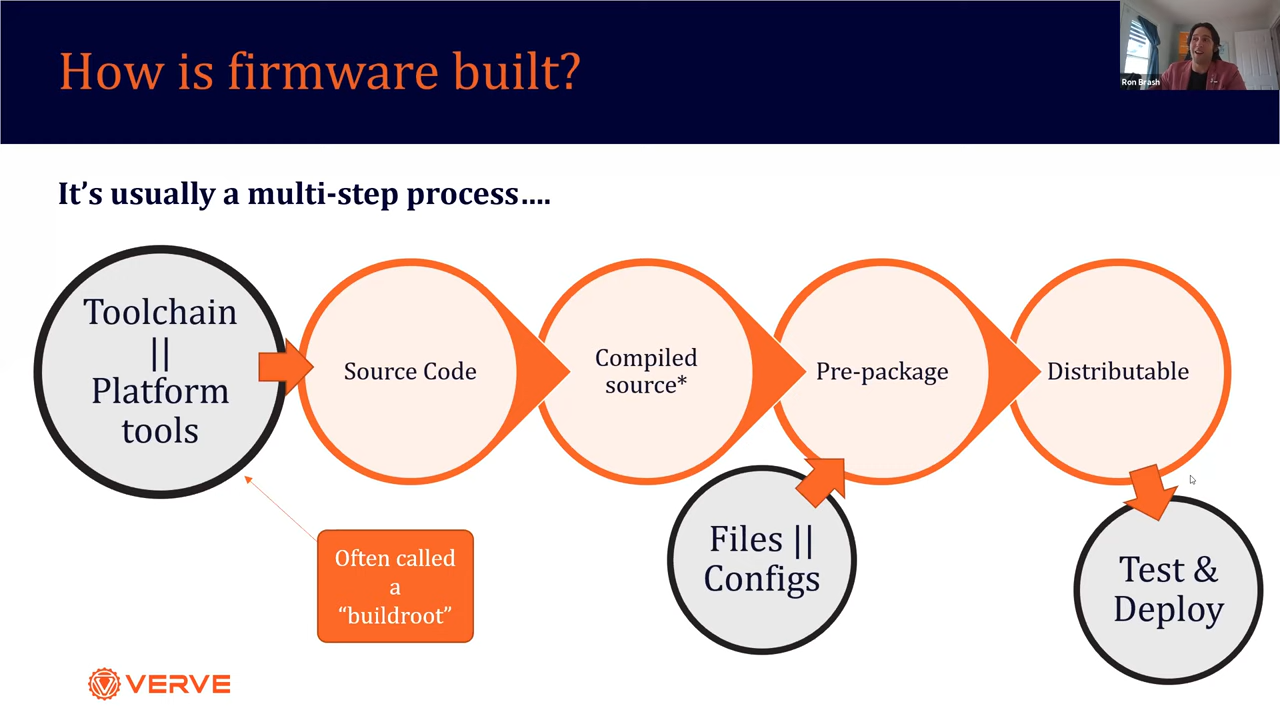 How is firmware built?
Ron Brash
It’s usually a multi-step process….
Toolchain
||
Platform
tools
Source Code
Compiled
source*
Pre-package
Distributable
Often called
a
“buildroot”
Files ||
Configs
Test &
Deploy
VERVE